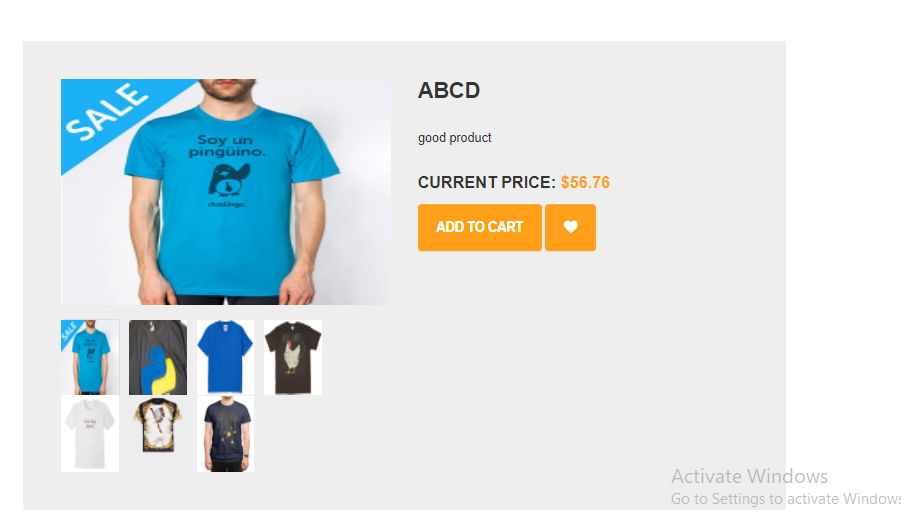 SALE
Soy un
pingüino.
duolingo
ABCD
good product
CURRENT PRICE: $56.76
ADD TO CART
SALE
Activate Windows
Go to Settings to activate Windows